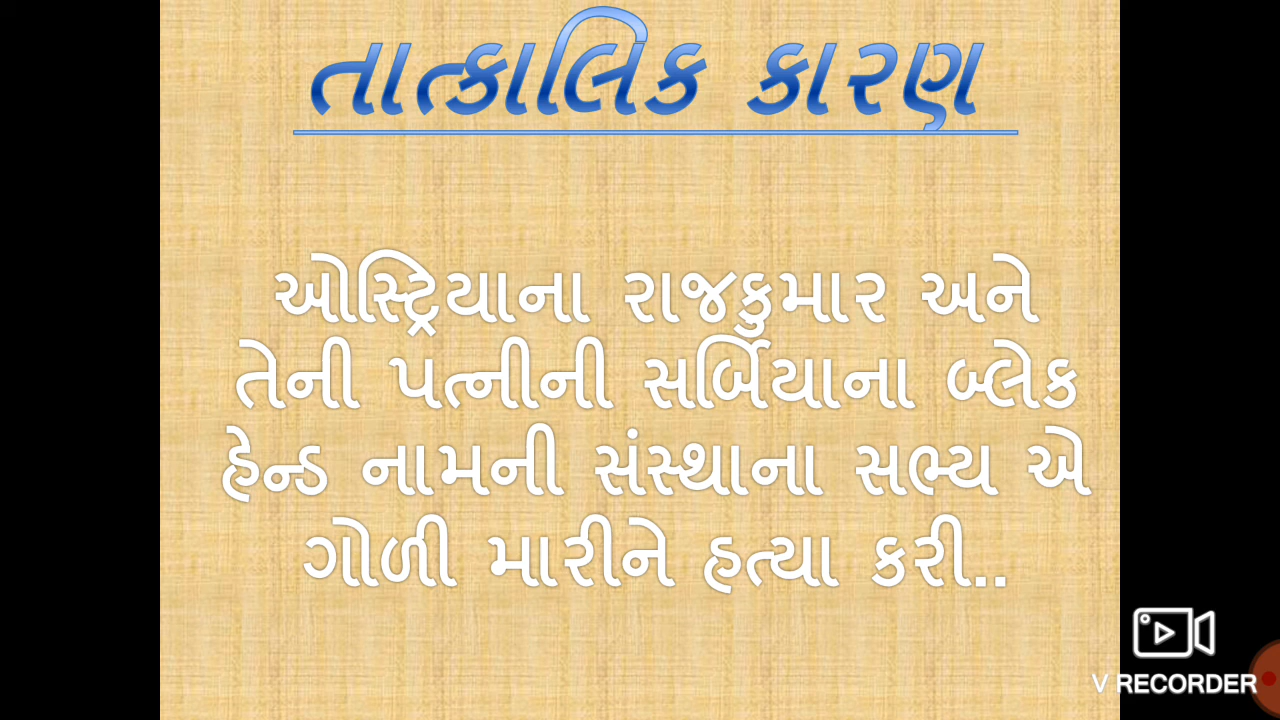 તાત્કાલિક કારણ
ઓસ્ટ્રિયાના રાજકુમાર અને
તેની પત્નીની સર્બિયાના બ્લેક
હેન્ડ નામની સંસ્થાના સભ્ય એ
ગોળી મારીને હત્યા કરી..
V RECORDER